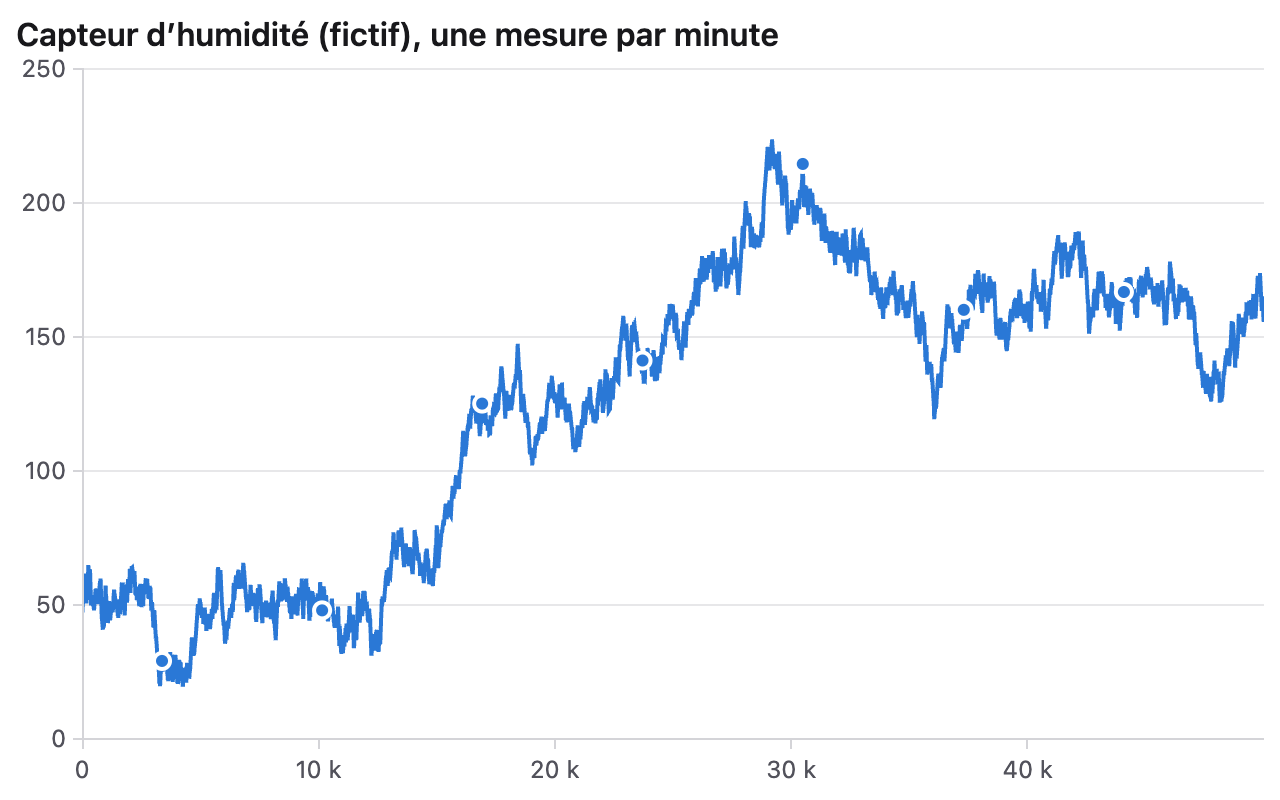 Capteur d’humidité (fictif), une mesure par minute
250
200
150
100
50
0
0
10 k
20 k
30 k
40 k